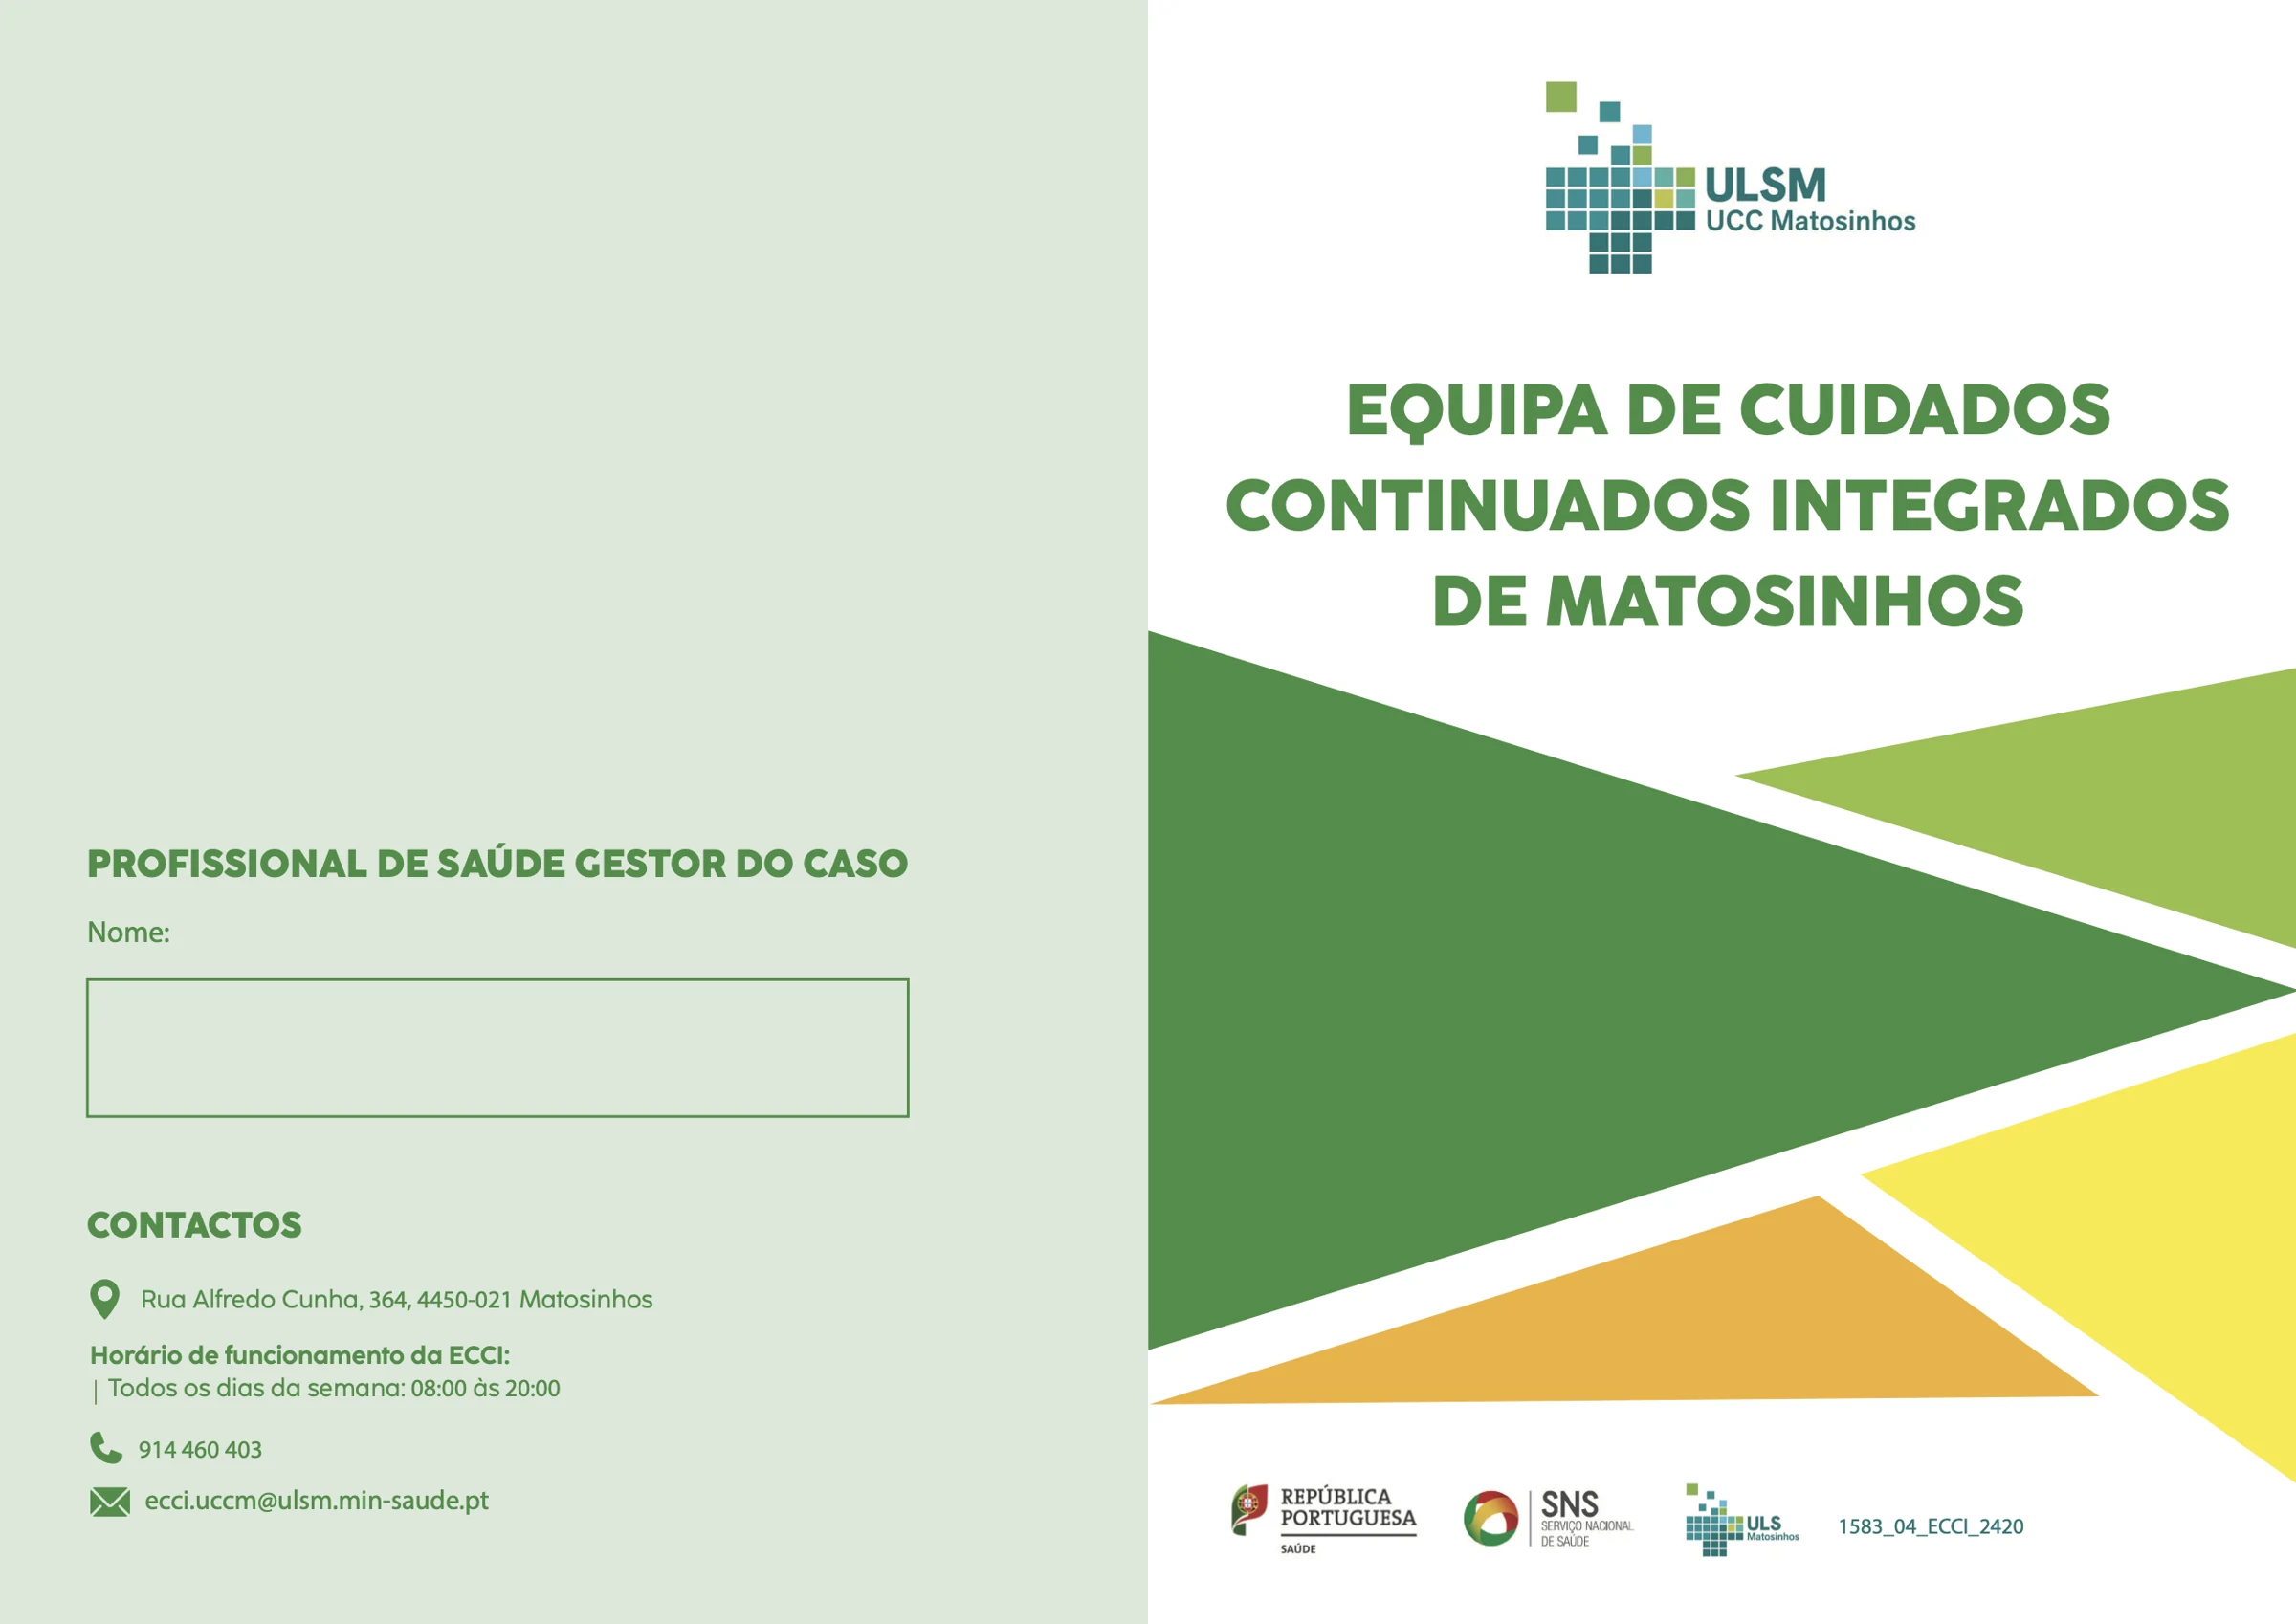 PROFISSIONAL DE SAÚDE GESTOR DO CASO
Nome:
CONTACTOS
Rua Alfredo Cunha, 364, 4450-021 Matosinhos
Horário de funcionamento da ECCI:
| Todos os dias da semana: 08:00 às 20:00
914 460 403
ecci.uccm@ulsm.min-saude.pt
ULSM
UCC Matosinhos
EQUIPA DE CUIDADOS
CONTINUADOS INTEGRADOS
DE MATOSINHOS
REPÚBLICA
PORTUGUESA
SAÚDE
SNS
SERVIÇO NACIONAL
DE SAÚDE
ULS
Matosinhos
1583_04_ECCI_2420